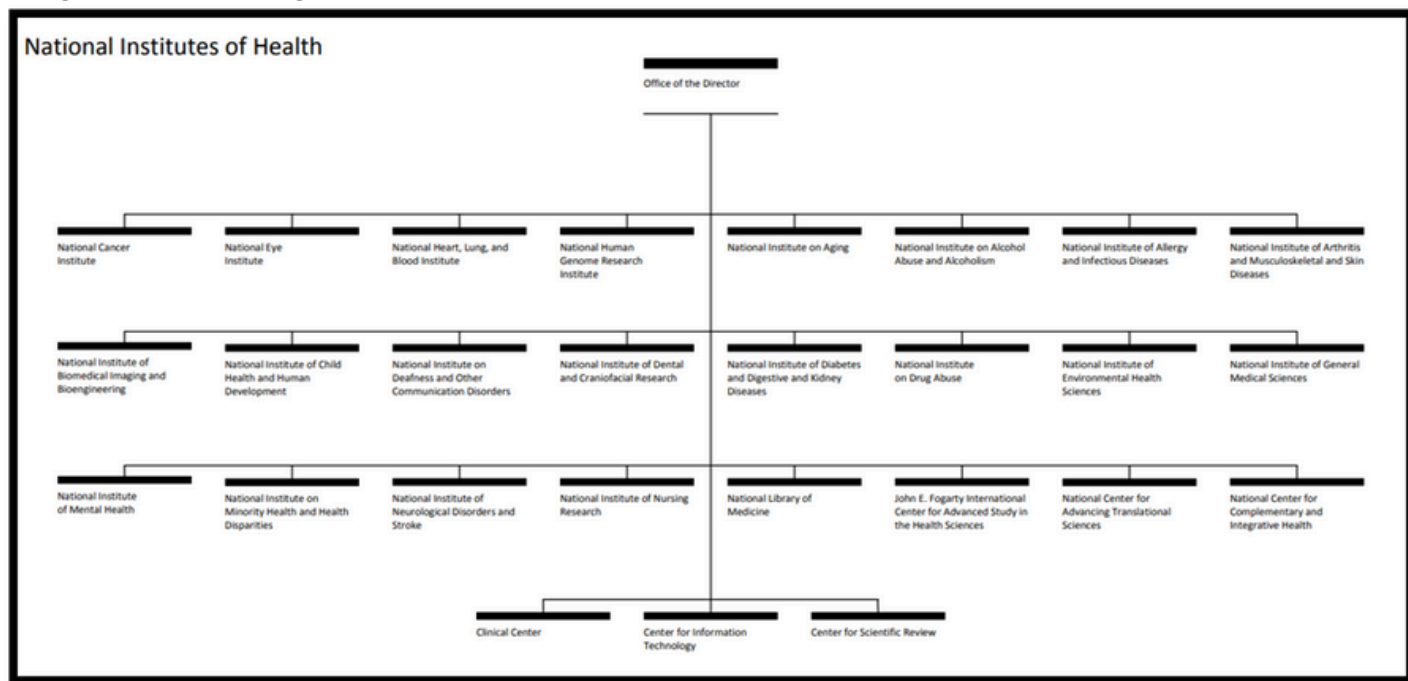 National Institutes of Health
Office of the Director
National Cancer
Institute
National Eye
Institute
National Heart, Lung, and
Blood Institute
National Human
Genome Research
Institute
National Institute on Aging
National Institute on Alcohol
Abuse and Alcoholism
National Institute of Allergy
and Infectious Diseases
National Institute of Arthritis
and Musculoskeletal and Skin
Diseases
National Institute of
Biomedical Imaging and
Bioengineering
National Institute of Child
Health and Human
Development
National Institute on
Deafness and Other
Communication Disorders
National Institute of Dental
and Craniofacial Research
National Institute of Diabetes
and Digestive and Kidney
Diseases
National Institute
on Drug Abuse
National Institute of
Environmental Health
Sciences
National Institute of General
Medical Sciences
National Institute
of Mental Health
National Institute on
Minority Health and Health
Disparities
National Institute of
Neurological Disorders and
Stroke
National Institute of Nursing
Research
National Library of
Medicine
John E. Fogarty International
Center for Advanced Study in
the Health Sciences
National Center for
Advancing Translational
Sciences
National Center for
Complementary and
Integrative Health
Clinical Center
Center for Information
Technology
Center for Scientific Review